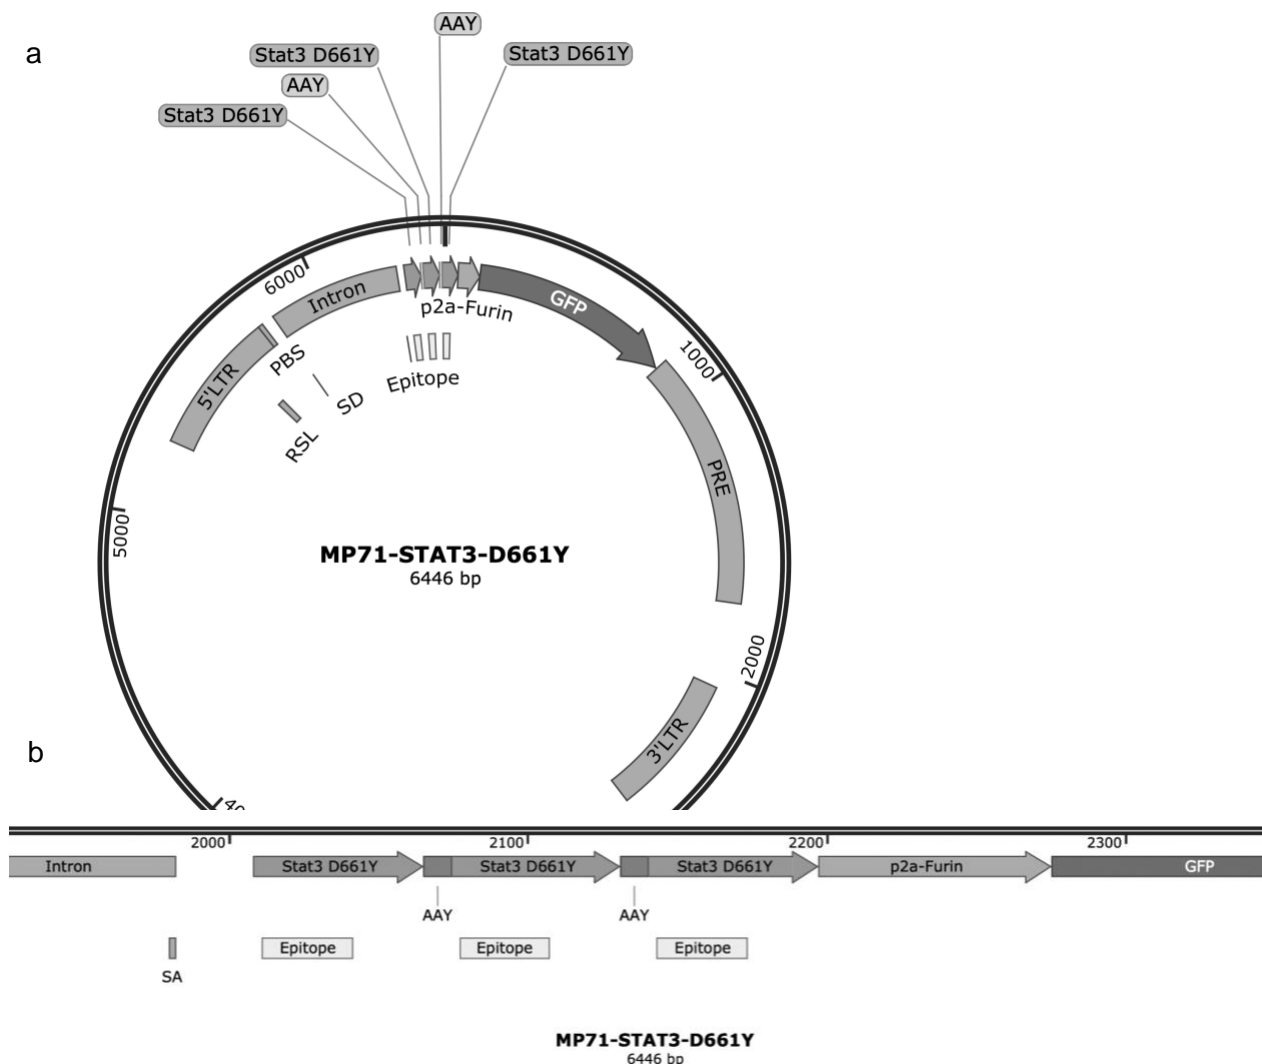 a
AAY
Stat3 D661Y
Stat3 D661Y
AAY
Stat3 D661Y
6000
Intron
p2a-Furin
GFP
1000
5'LTR
PBS
SD
Epitope
RSL
PRE
5000
MP71-STAT3-D661Y
6446 bp
2000
3'LTR
b
40
2000
2100
2200
2300
Intron
Stat3 D661Y
Stat3 D661Y
Stat3 D661Y
p2a-Furin
GFP
AAY
AAY
Epitope
Epitope
Epitope
SA
MP71-STAT3-D661Y
6446 bp